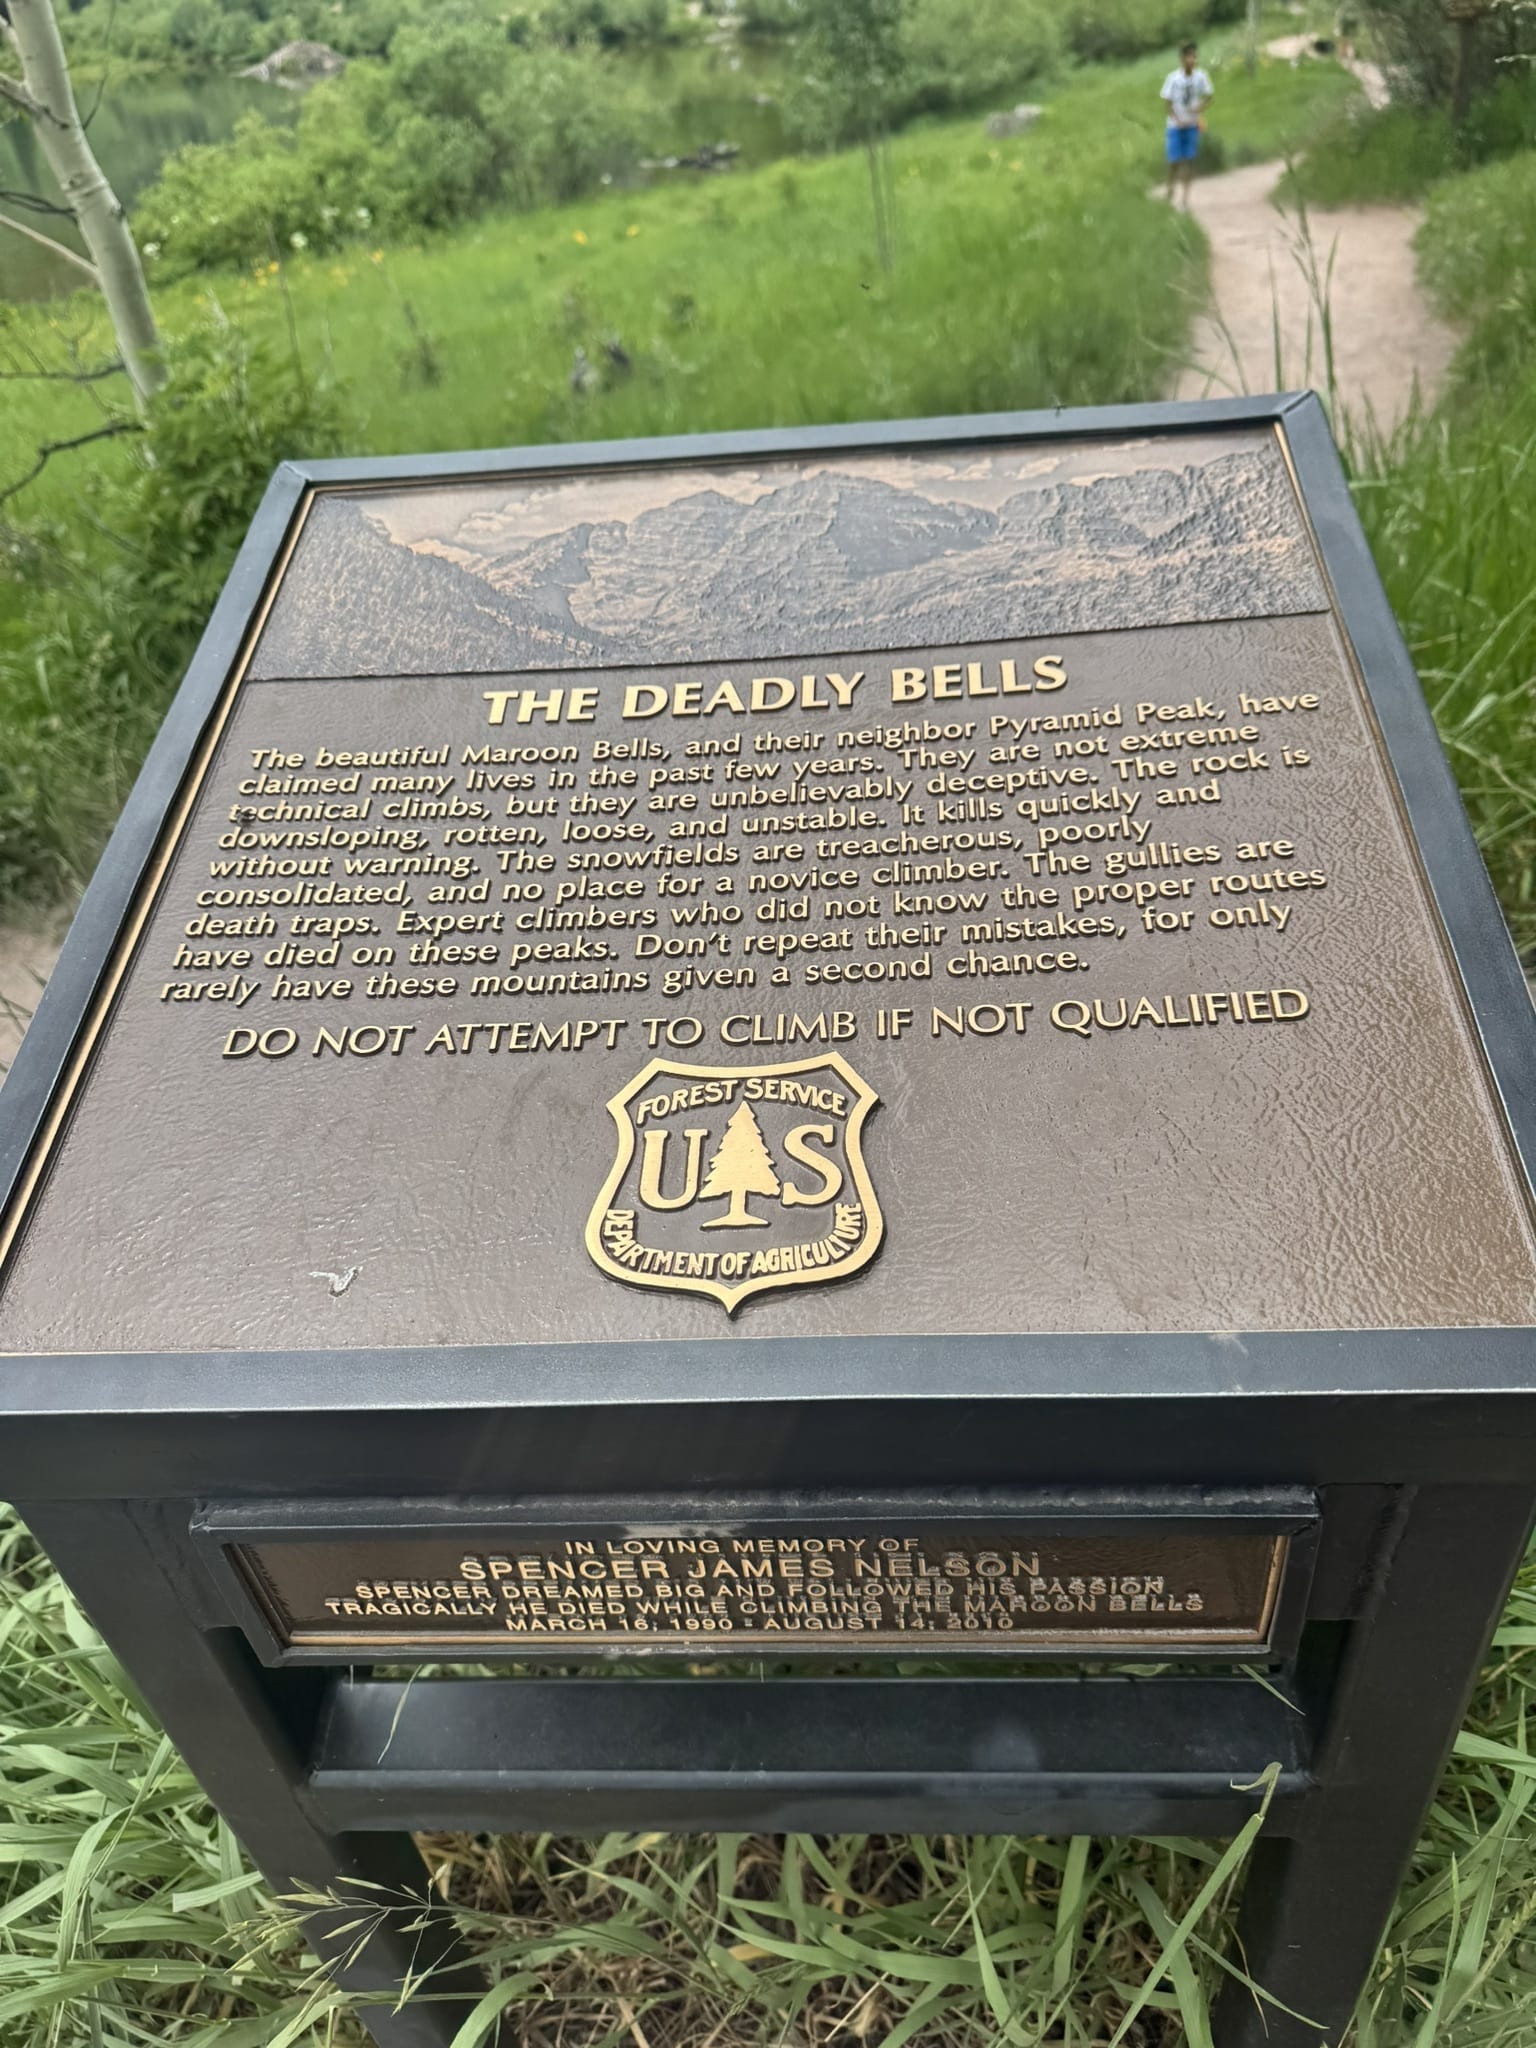 THE DEADLY BELLS
The beautiful Maroon Bells, and their neighbor Pyramid Peak, have
claimed many lives in the past few years. They are not extreme
technical climbs, but they are unbelievably deceptive. The rock is
downsloping, rotten, loose, and unstable. It kills quickly and
without warning. The snowfields are treacherous, poorly
consolidated, and no place for a novice climber. The gullies are
death traps. Expert climbers who did not know the proper routes
have died on these peaks. Don't repeat their mistakes, for only
rarely have these mountains given a second chance.
DO NOT ATTEMPT TO CLIMB IF NOT QUALIFIED
FOREST SERVICE
U S
DEPARTMENT OF AGRICULTURE
IN LOVING MEMORY OF
SPENCER JAMES NELSON
SPENCER DREAMED BIG AND FOLLOWED HIS PASSION
TRAGICALLY HE DIED WHILE CLIMBING THE MAROON BELLS
MARCH 16, 1990 - AUGUST 14, 2010